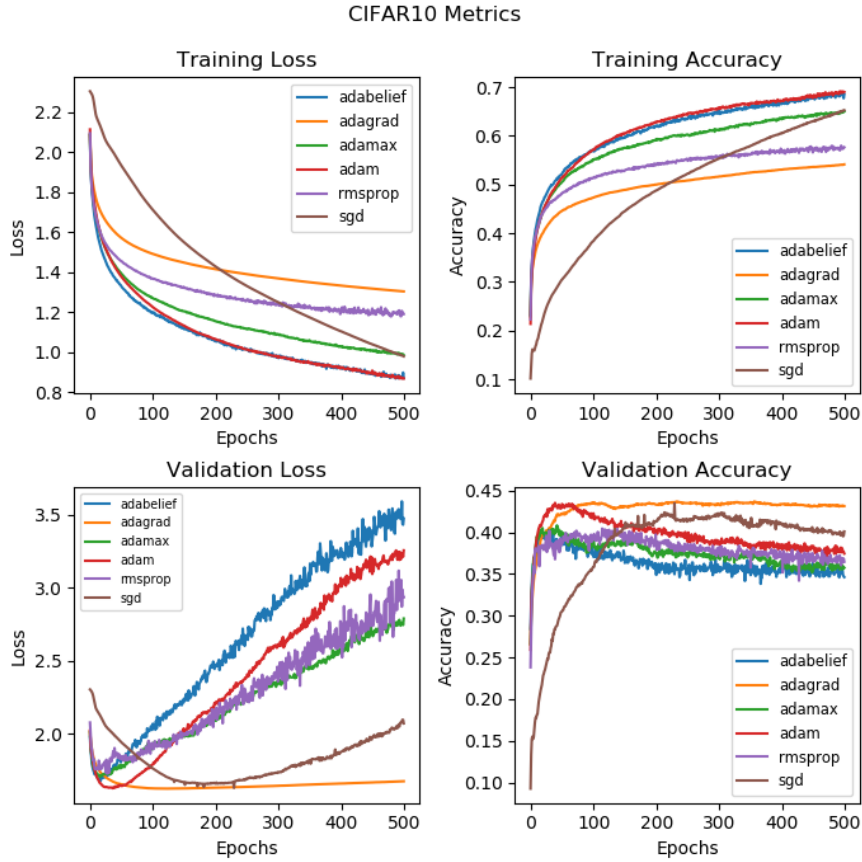 CIFAR10 Metrics
Training Loss
2.2
2.0
1.8
1.6
1.4
1.2
1.0
0.8
Loss
adabelief
adagrad
adamax
adam
rmsprop
sgd
0 100 200 300 400 500
Epochs
Training Accuracy
0.7
0.6
0.5
0.4
0.3
0.2
0.1
Accuracy
adabelief
adagrad
adamax
adam
rmsprop
sgd
0 100 200 300 400 500
Epochs
Validation Loss
3.5
3.0
2.5
2.0
Loss
adabelief
adagrad
adamax
adam
rmsprop
sgd
0 100 200 300 400 500
Epochs
Validation Accuracy
0.45
0.40
0.35
0.30
0.25
0.20
0.15
0.10
Accuracy
adabelief
adagrad
adamax
adam
rmsprop
sgd
0 100 200 300 400 500
Epochs